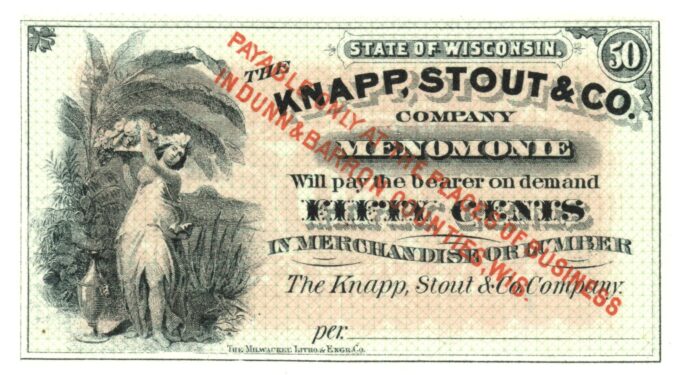 STATE OF WISCONSIN.
50
THE
KNAPP, STOUT & CO.
COMPANY
MENOMONIE
Will pay the bearer on demand
FIFTY CENTS
IN MERCHANDISE OR LUMBER
The Knapp, Stout & Co. Company.
per.
THE MILWAUKEE LITHO. & ENGR. CO.
PAYABLE ONLY AT THE PLACES OF BUSINESS
IN DUNN & BARRON COUNTIES, WIS.